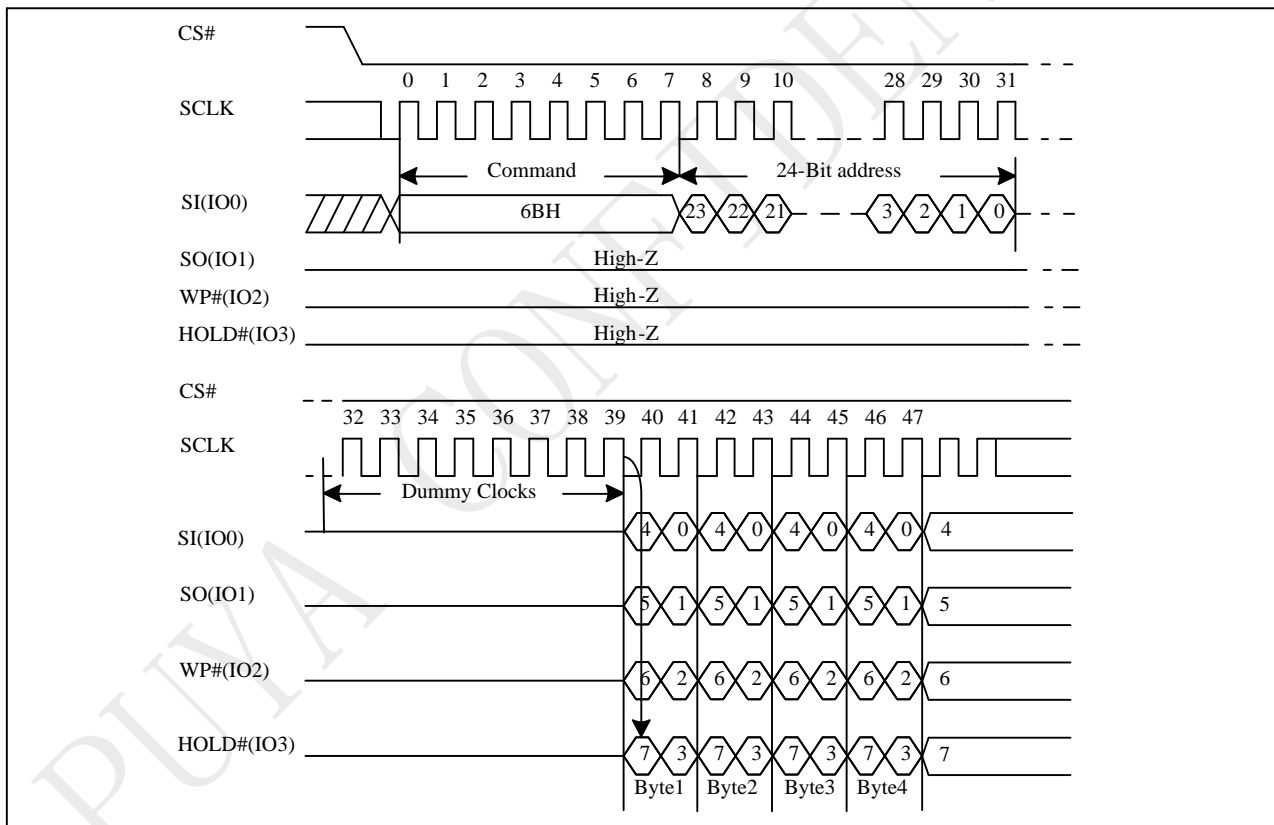 CS#
0 1 2 3 4 5 6 7 8 9 10 28 29 30 31
SCLK
Command 24-Bit address
SI(IO0) 6BH 23 22 21 3 2 1 0
SO(IO1) High-Z
WP#(IO2) High-Z
HOLD#(IO3) High-Z
CS#
32 33 34 35 36 37 38 39 40 41 42 43 44 45 46 47
SCLK
Dummy Clocks
SI(IO0) 4 0 4 0 4 0 4 0 4
SO(IO1) 5 1 5 1 5 1 5 1 5
WP#(IO2) 6 2 6 2 6 2 6 2 6
HOLD#(IO3) 7 3 7 3 7 3 7 3 7
Byte1 Byte2 Byte3 Byte4
PUYA CONFIDEN